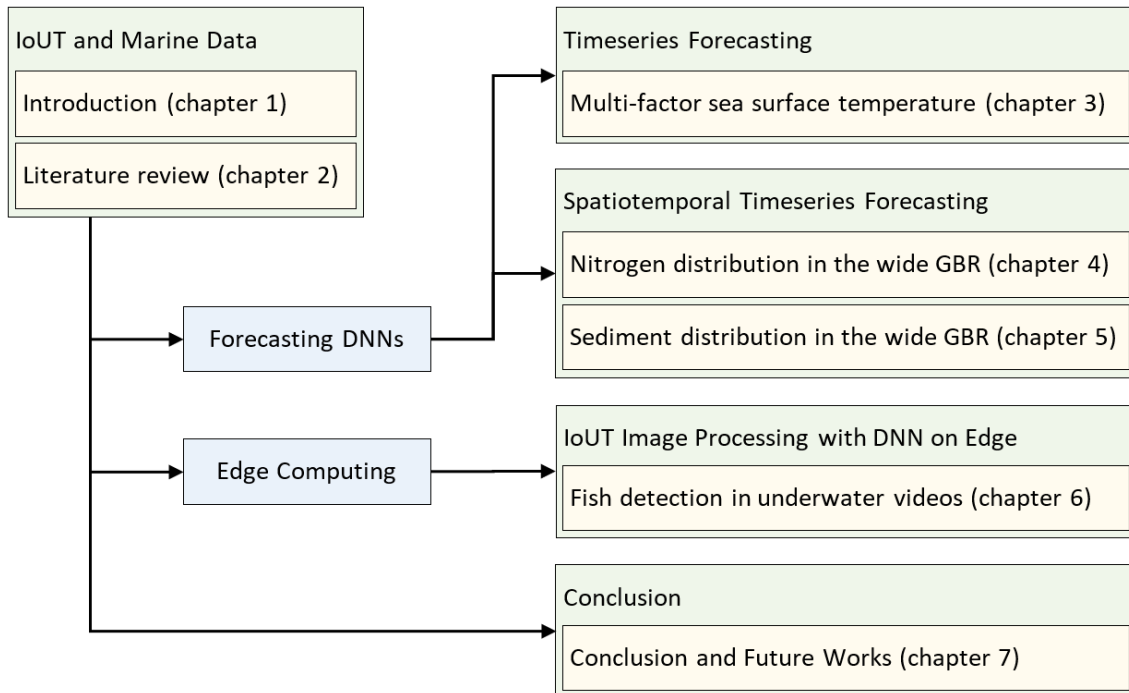 IoUT and Marine Data
Introduction (chapter 1)
Literature review (chapter 2)
Forecasting DNNs
Edge Computing
Timeseries Forecasting
Multi-factor sea surface temperature (chapter 3)
Spatiotemporal Timeseries Forecasting
Nitrogen distribution in the wide GBR (chapter 4)
Sediment distribution in the wide GBR (chapter 5)
IoUT Image Processing with DNN on Edge
Fish detection in underwater videos (chapter 6)
Conclusion
Conclusion and Future Works (chapter 7)